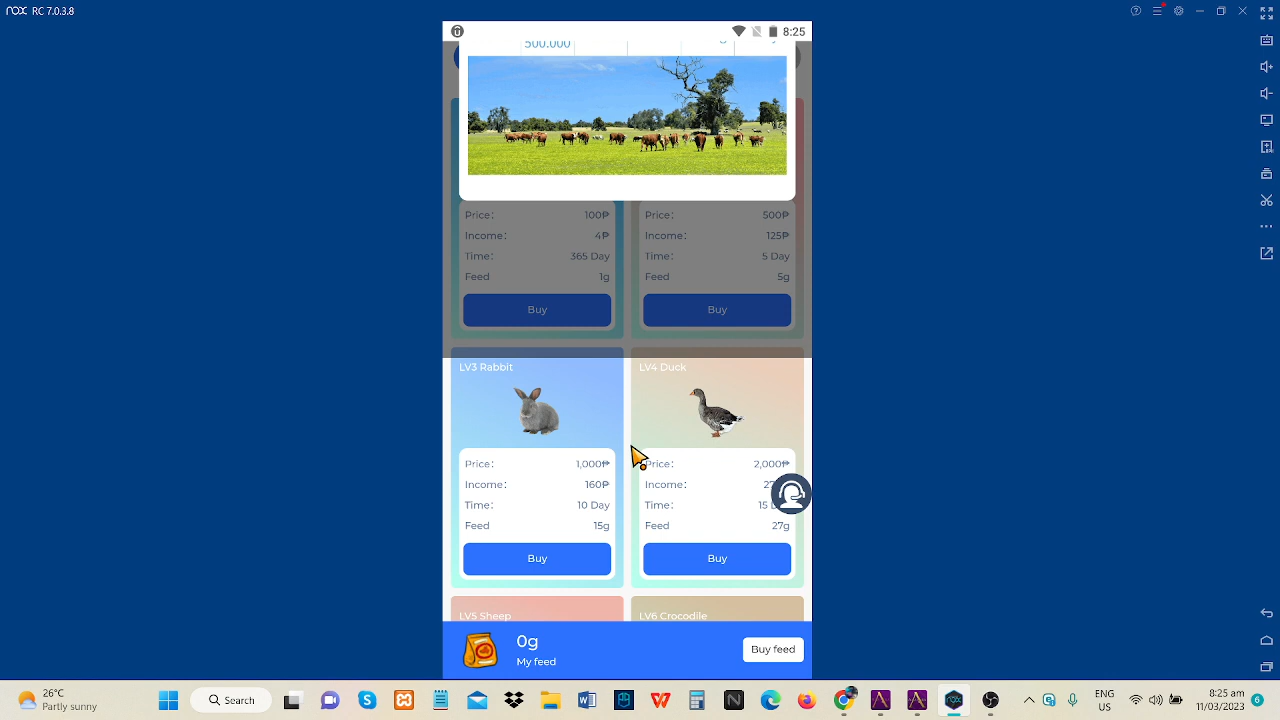 nox RC 7.0.3.8
8:25
500.000
Price: 100₱
Income: 4₱
Time: 365 Day
Feed 1g
Buy
Price: 500₱
Income: 125₱
Time: 5 Day
Feed 5g
Buy
LV3 Rabbit
Price: 1,000₱
Income: 160₱
Time: 10 Day
Feed 15g
Buy
LV4 Duck
Price: 2,000₱
Income:
Time: 15
Feed 27g
Buy
LV5 Sheep
LV6 Crocodile
0g
My feed
Buy feed
26°C
Partly sunny
Search
ENG
US
8:25 am
11/03/2023
6